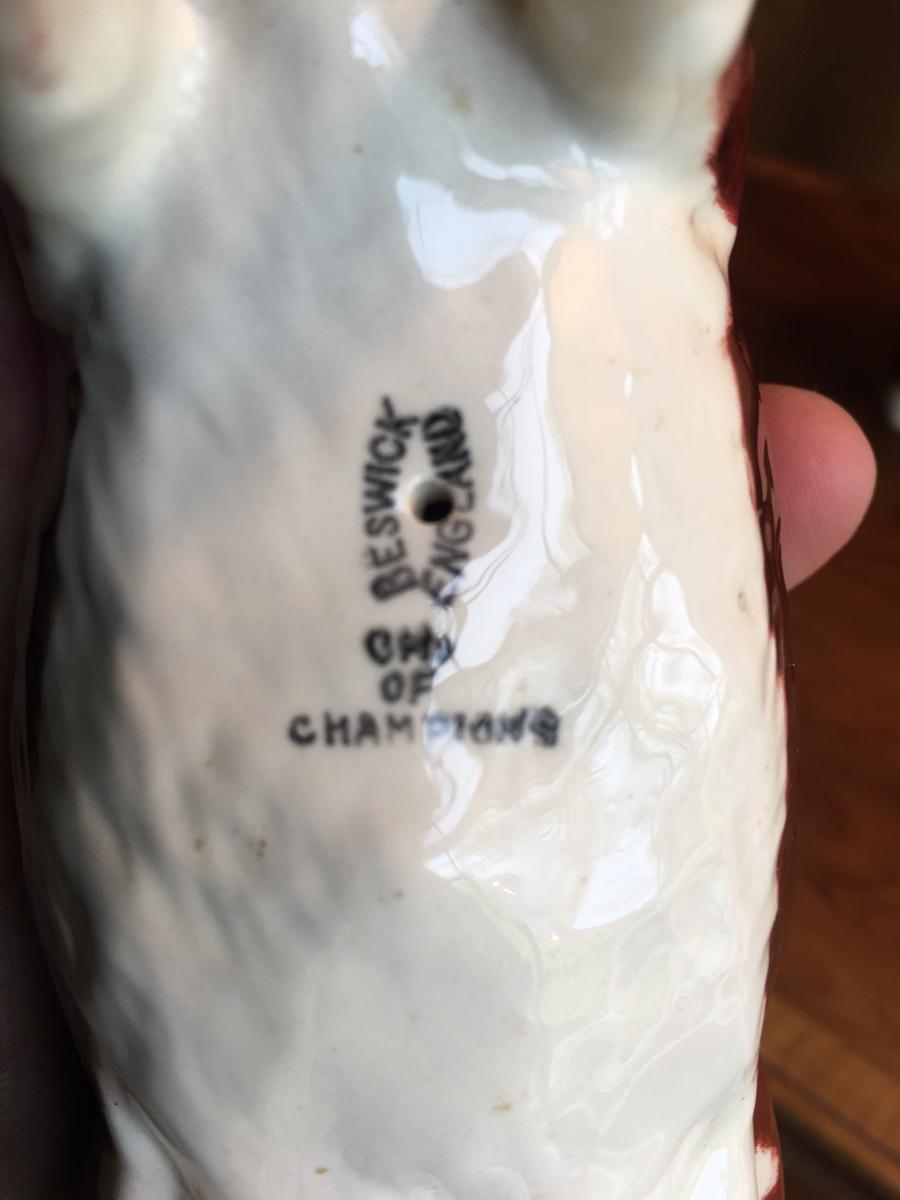 BESWICK
ENGLAND
CH.
OF
CHAMPIONS